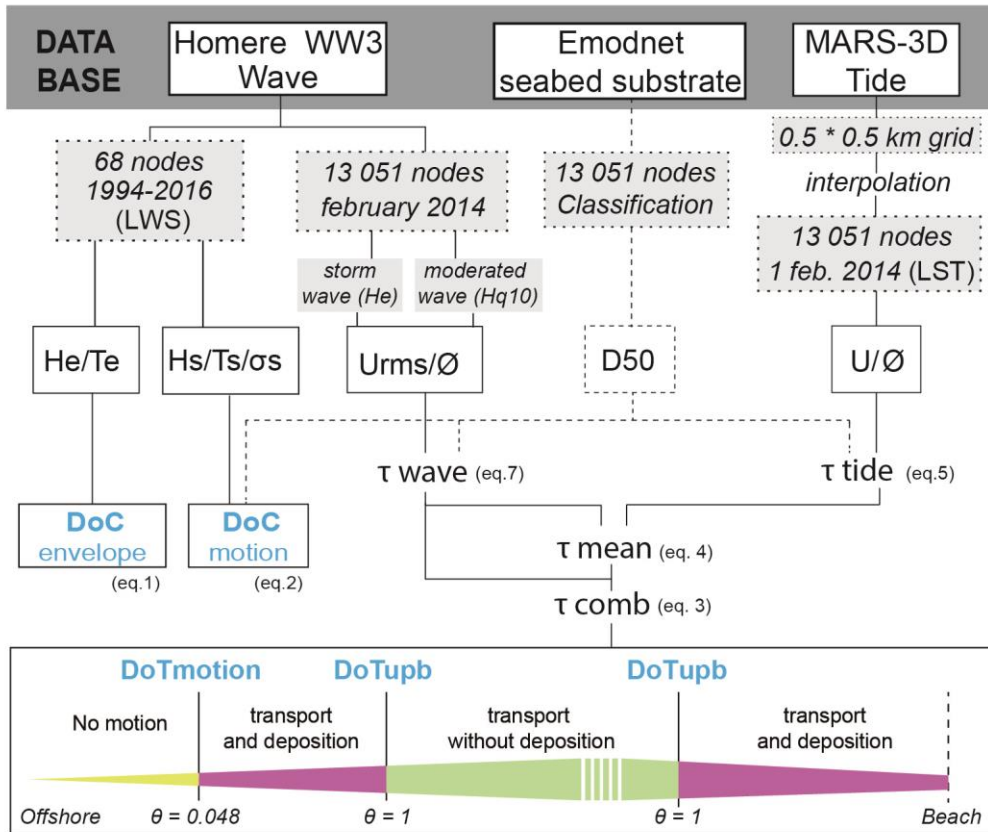 DATA
BASE
Homere WW3
Wave
Emodnet
seabed substrate
MARS-3D
Tide
68 nodes
1994-2016
(LWS)
13 051 nodes
february 2014
13 051 nodes
Classification
0.5 * 0.5 km grid
interpolation
13 051 nodes
1 feb. 2014 (LST)
storm
wave (He)
moderated
wave (Hq10)
He/Te
Hs/Ts/σs
Urms/Ø
D50
U/Ø
τ wave (eq.7)
τ tide (eq.5)
DoC
envelope
(eq.1)
DoC
motion
(eq.2)
τ mean (eq. 4)
τ comb (eq. 3)
DoTmotion
DoTupb
DoTupb
No motion
transport
and deposition
transport
without deposition
transport
and deposition
Offshore
θ = 0.048
θ = 1
θ = 1
Beach